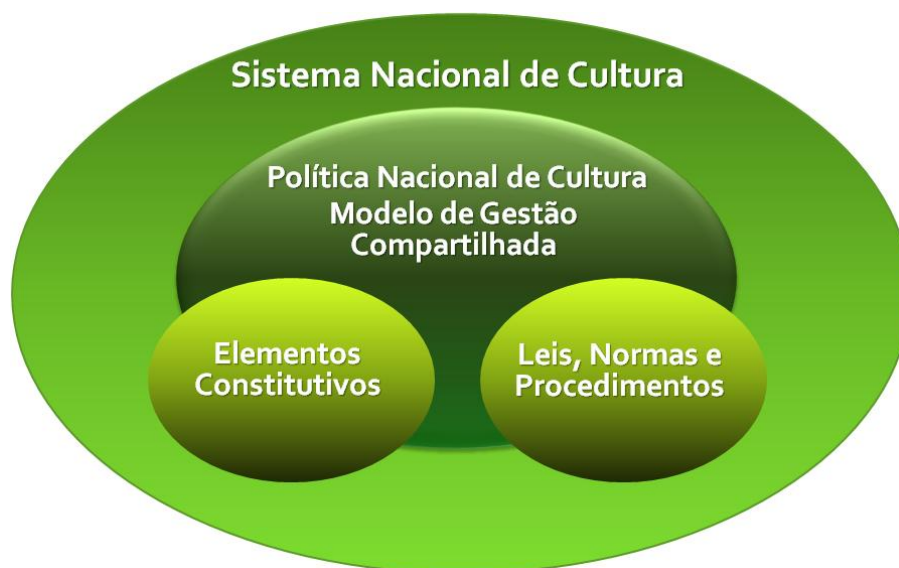 Sistema Nacional de Cultura
Política Nacional de Cultura
Modelo de Gestão
Compartilhada
Elementos
Constitutivos
Leis, Normas e
Procedimentos